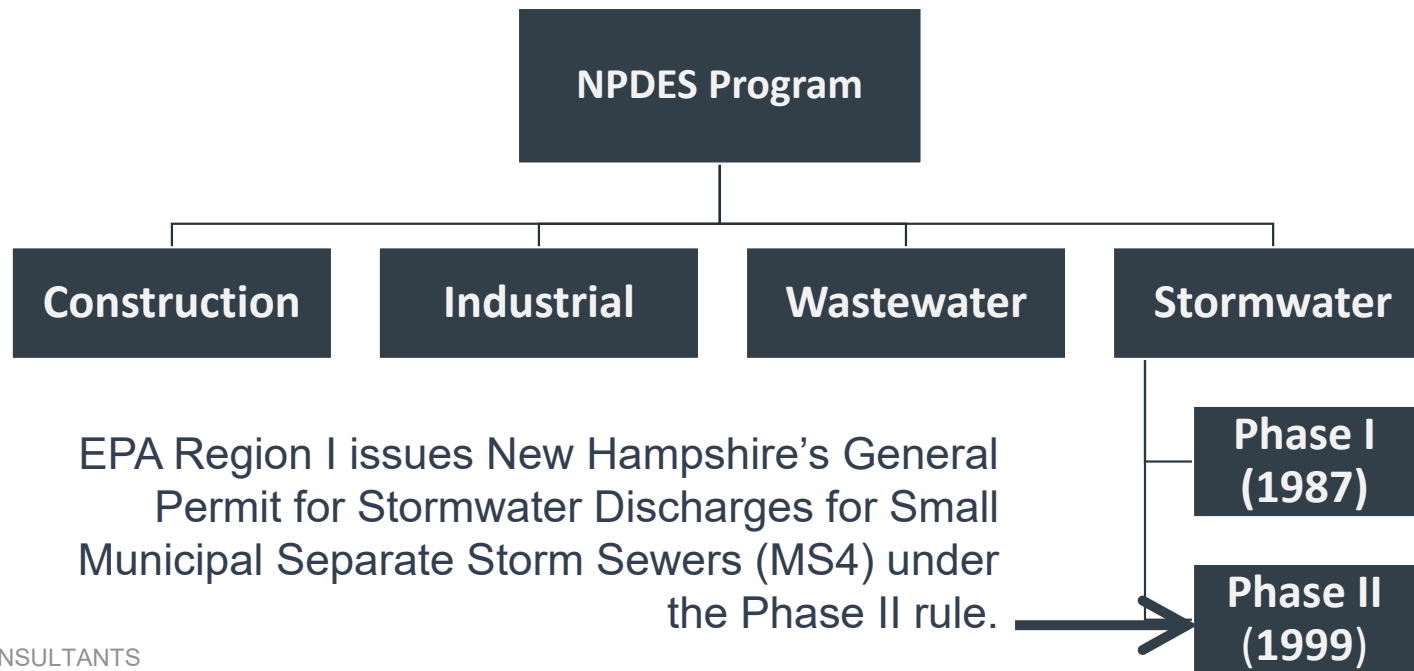 NPDES Program
Construction
Industrial
Wastewater
Stormwater
Phase I
(1987)
EPA Region I issues New Hampshire’s General
Permit for Stormwater Discharges for Small
Municipal Separate Storm Sewers (MS4) under
the Phase II rule.
Phase II
(1999)